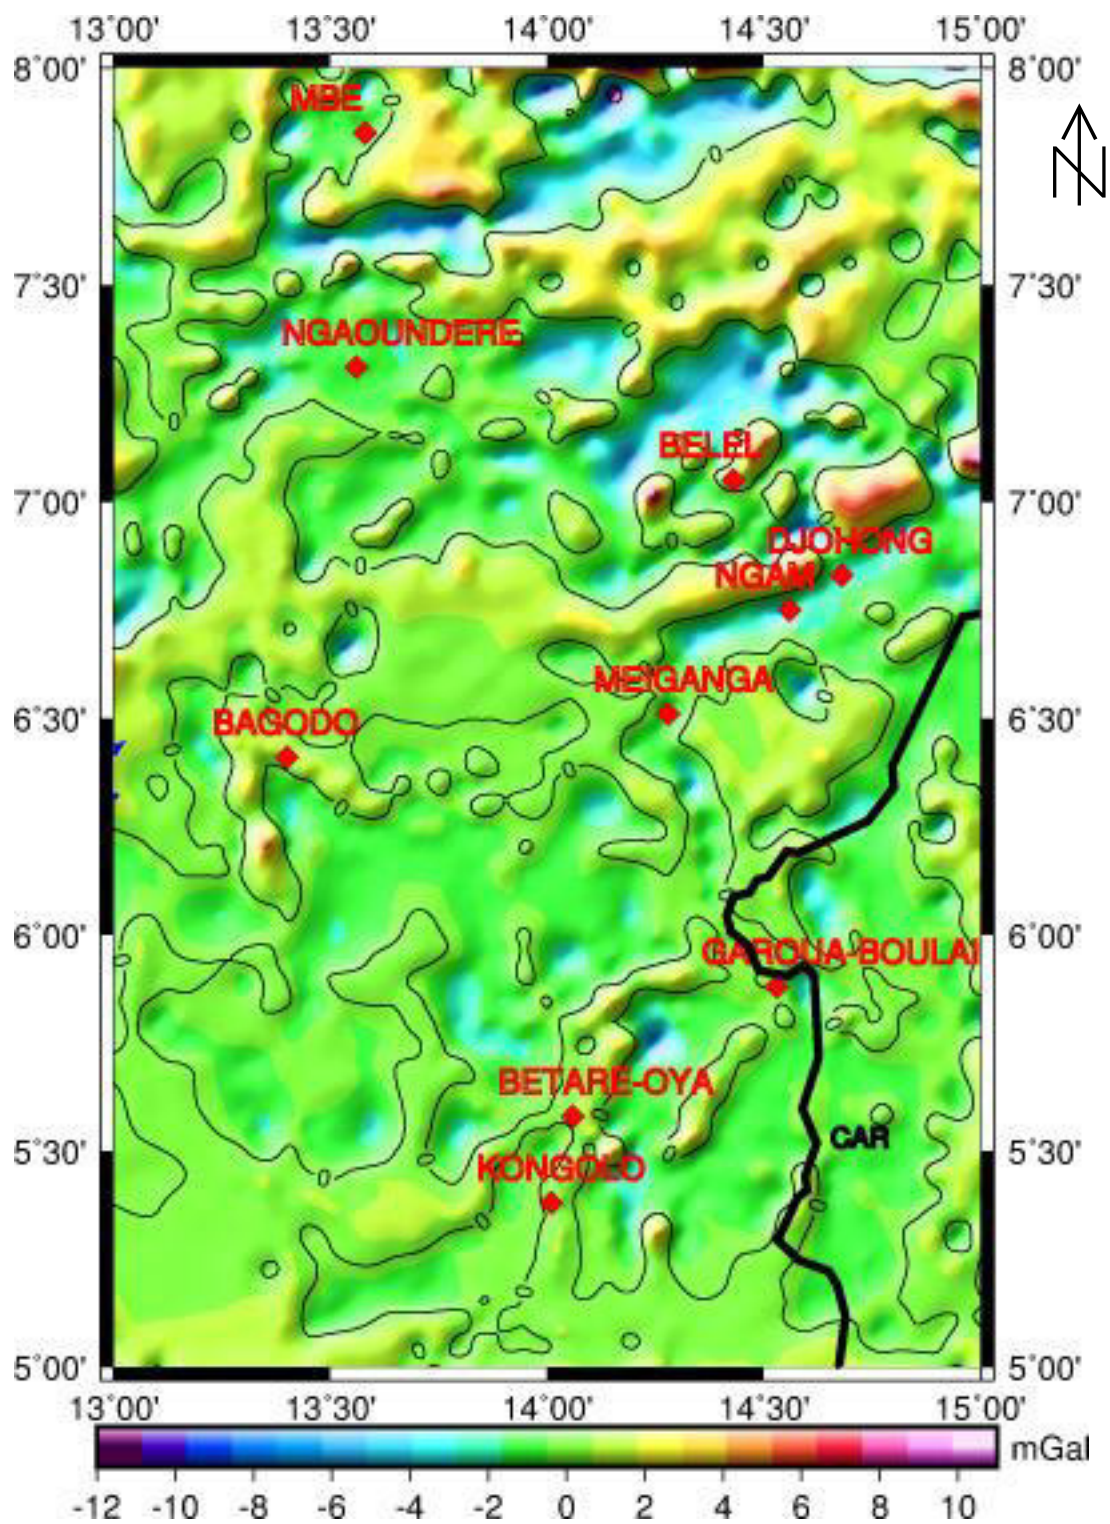 13°00' 13°30' 14°00' 14°30' 15°00'
8°00' 8°00'
MBE
N
0
7°30' 7°30'
NGAOUNDERE
BELEL
7°00' 7°00'
DJOHONG
NGAM
MEIGANGA
6°30' 6°30'
BAGODO
6°00' 6°00'
GAROUA-BOULAI
BETARE-OYA
CAR
5°30' 5°30'
KONGOLO
5°00' 5°00'
13°00' 13°30' 14°00' 14°30' 15°00'
mGal
-12 -10 -8 -6 -4 -2 0 2 4 6 8 10